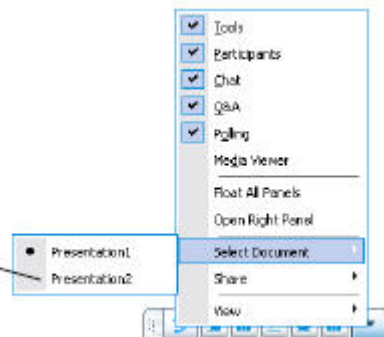 Tools
Participants
Chat
Q&A
Polling
Media Viewer
Float All Panels
Open Right Panel
Select Document
Share
View
Presentation1
Presentation2